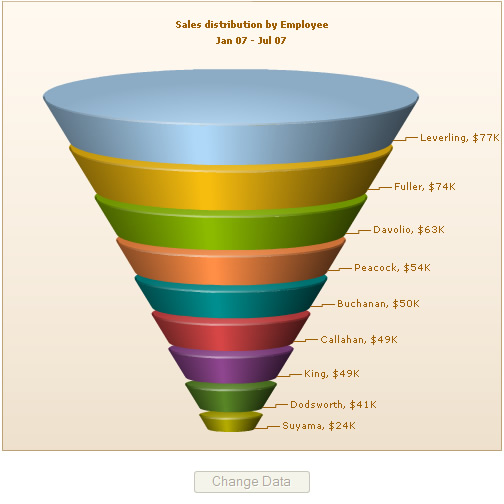 Sales distribution by Employee
Jan 07 - Jul 07
Leverling, $77K
Fuller, $74K
Davolio, $63K
Peacock, $54K
Buchanan, $50K
Callahan, $49K
King, $49K
Dodsworth, $41K
Suyama, $24K
Change Data